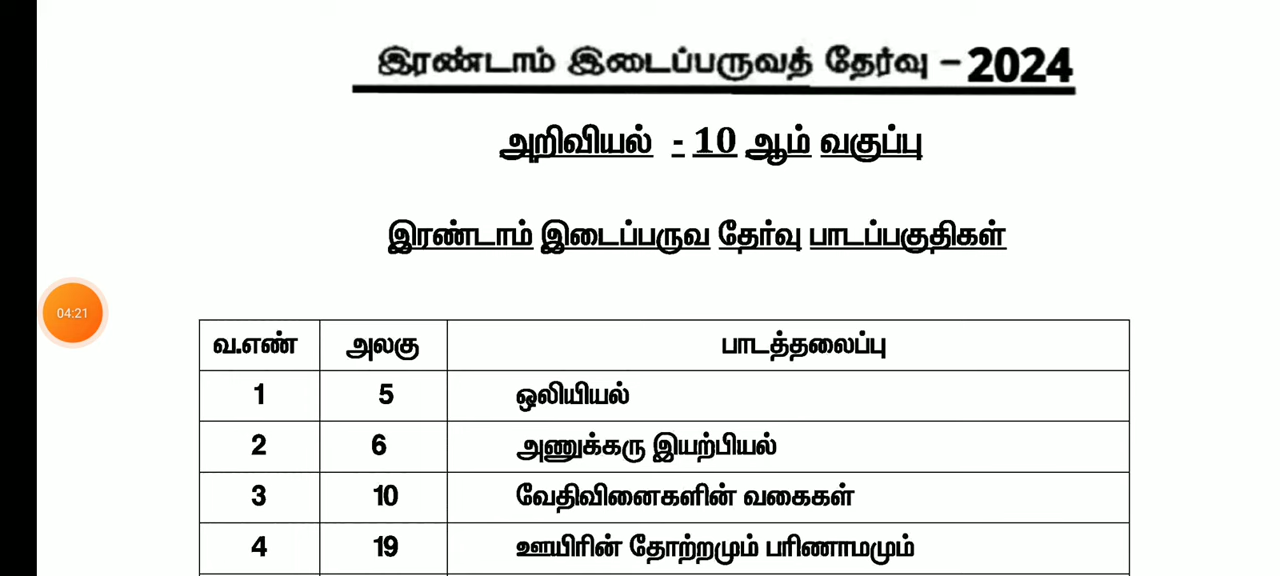 இரண்டாம் இடைப்பருவத் தேர்வு – 2024
அறிவியல் - 10 ஆம் வகுப்பு
இரண்டாம் இடைப்பருவ தேர்வு பாடப்பகுதிகள்
04:21
வ.எண் அலகு பாடத்தலைப்பு
1 5 ஒலியியல்
2 6 அணுக்கரு இயற்பியல்
3 10 வேதிவினைகளின் வகைகள்
4 19 ஊயிரின் தோற்றமும் பரிணாமமும்